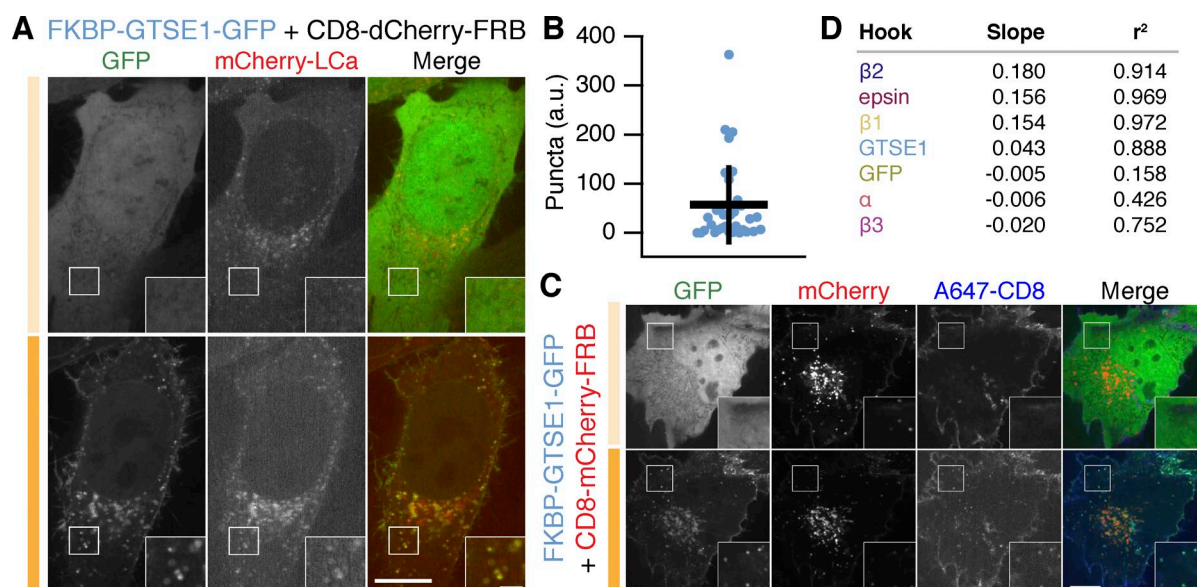 A
FKBP-GTSE1-GFP + CD8-dCherry-FRB
GFP
mCherry-LCa
Merge
B
Puncta (a.u.)
400
300
200
100
0
D
Hook Slope r²
β2 0.180 0.914
epsin 0.156 0.969
β1 0.154 0.972
GTSE1 0.043 0.888
GFP -0.005 0.158
α -0.006 0.426
β3 -0.020 0.752
C
GFP
mCherry
A647-CD8
Merge
FKBP-GTSE1-GFP
+ CD8-mCherry-FRB